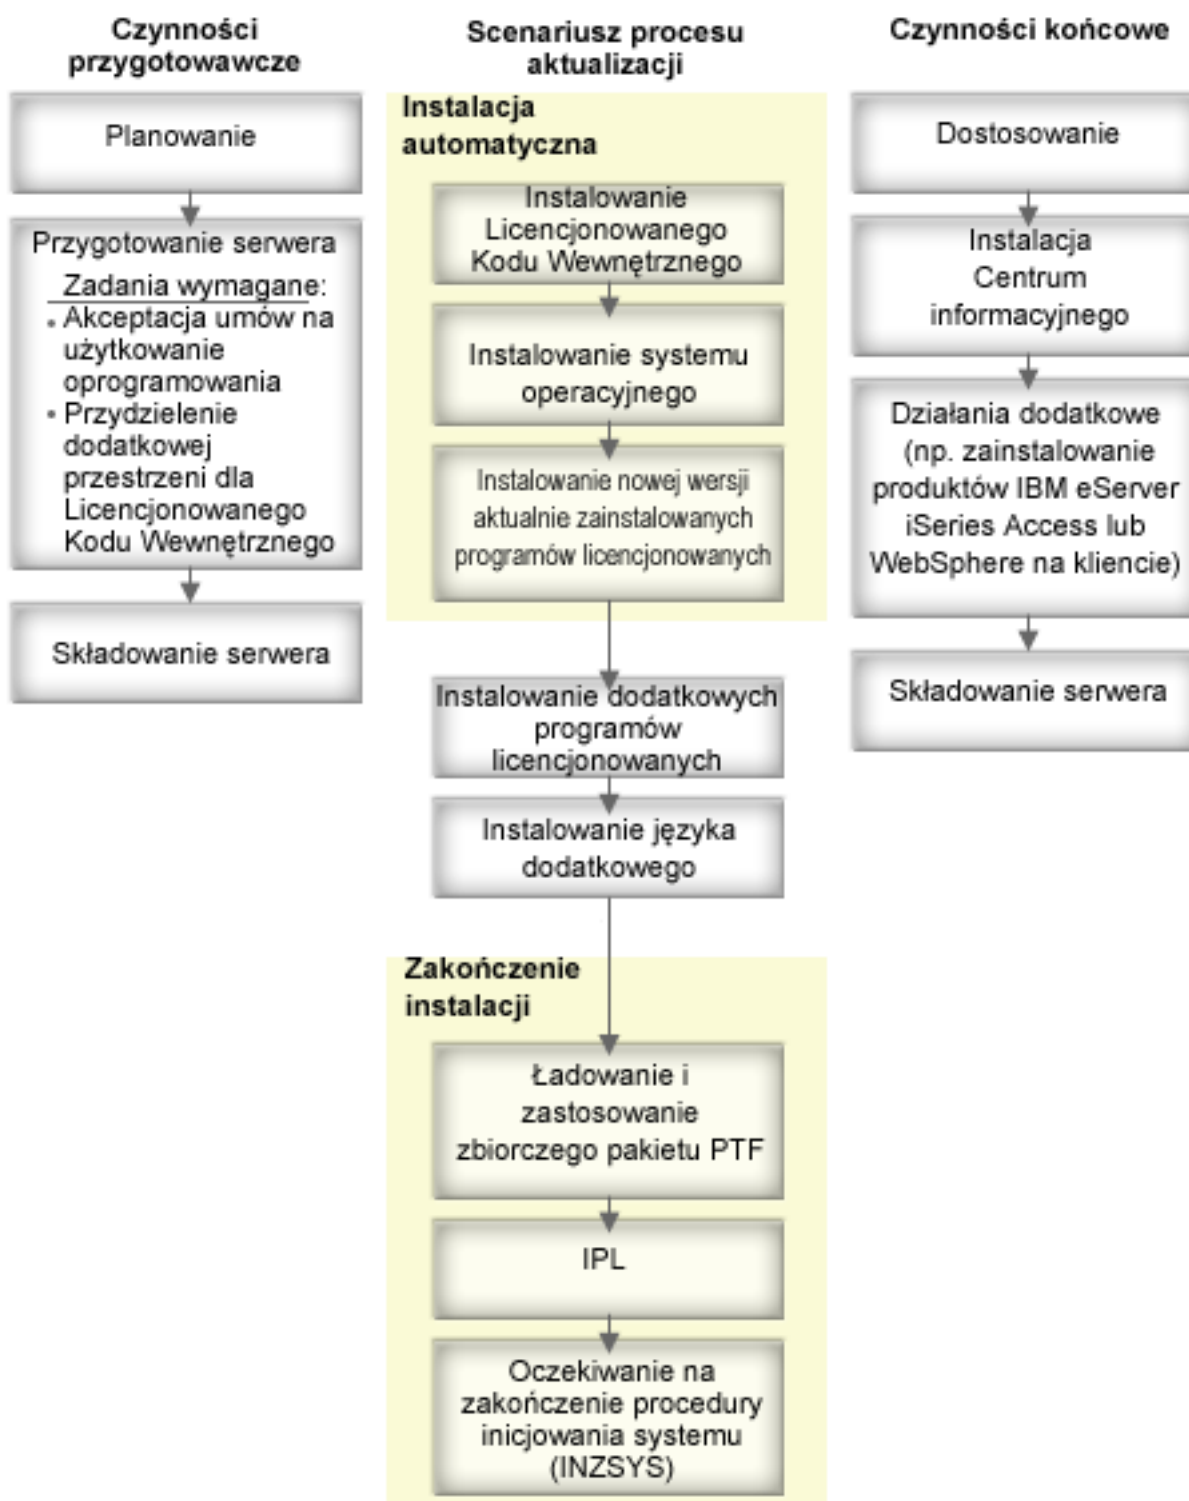 Czynności
przygotowawcze
Planowanie
Przygotowanie serwera
Zadania wymagane:
• Akceptacja umów na
użytkowanie
oprogramowania
• Przydzielenie
dodatkowej
przestrzeni dla
Licencjonowanego
Kodu Wewnętrznego
Składowanie serwera
Scenariusz procesu
aktualizacji
Instalacja
automatyczna
Instalowanie
Licencjonowanego
Kodu Wewnętrznego
Instalowanie systemu
operacyjnego
Instalowanie nowej wersji
aktualnie zainstalowanych
programów licencjonowanych
Instalowanie dodatkowych
programów
licencjonowanych
Instalowanie języka
dodatkowego
Zakończenie
instalacji
Ładowanie i
zastosowanie
zbiorczego pakietu PTF
IPL
Oczekiwanie na
zakończenie procedury
inicjowania systemu
(INZSYS)
Czynności końcowe
Dostosowanie
Instalacja
Centrum
informacyjnego
Działania dodatkowe
(np. zainstalowanie
produktów IBM eServer
iSeries Access lub
WebSphere na kliencie)
Składowanie serwera